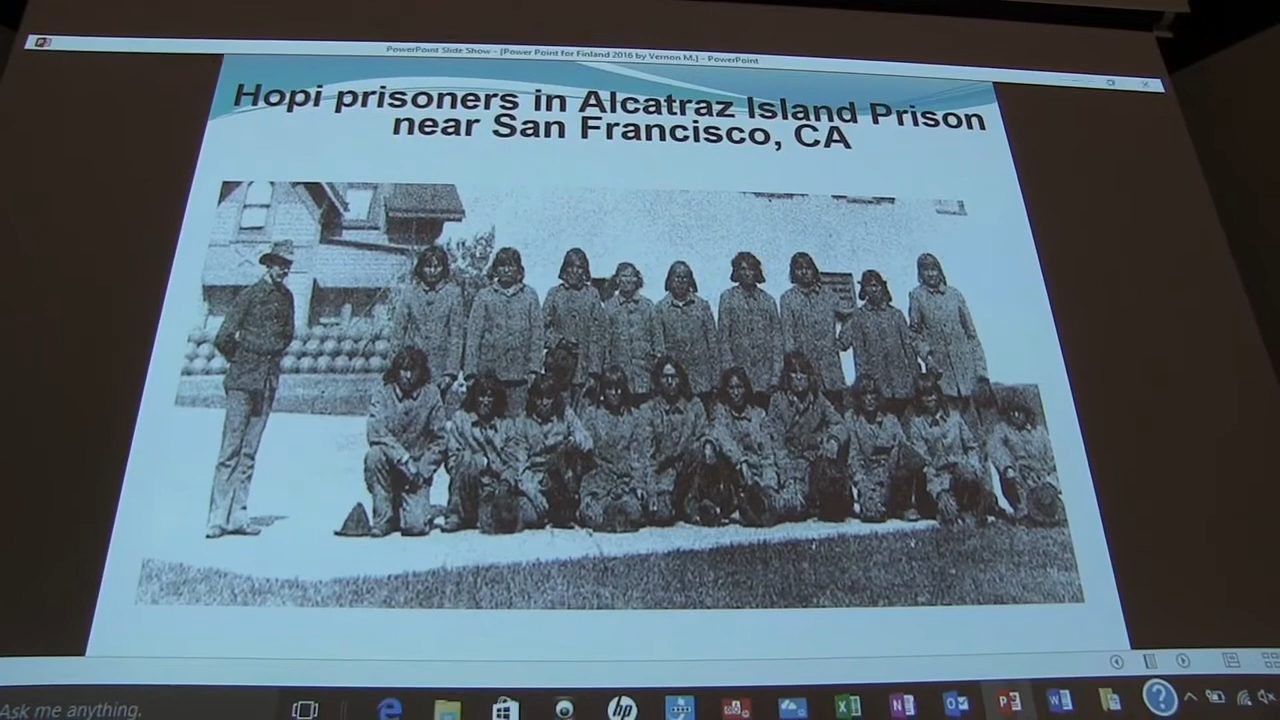 PowerPoint Slide Show - [Power Point for Finland 2016 by Vernon M.] - PowerPoint
Hopi prisoners in Alcatraz Island Prison
near San Francisco, CA
Ask me anything.
hp